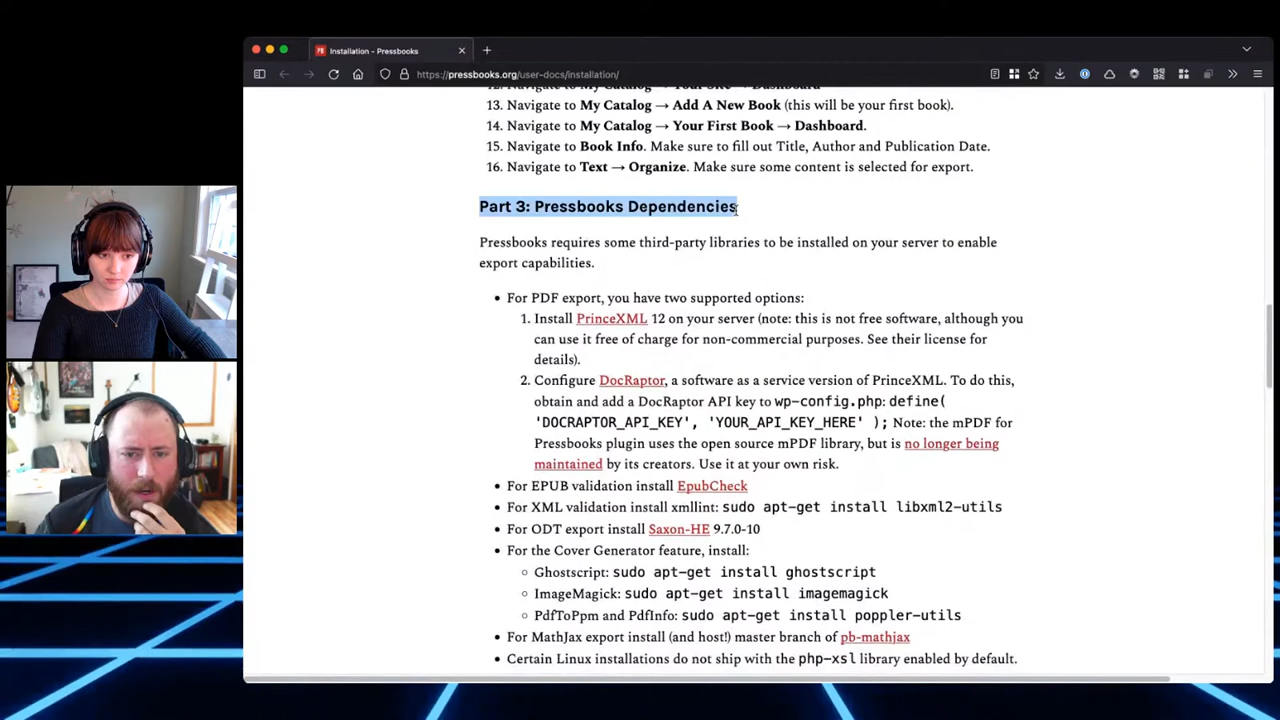 Installation - Pressbooks
https://pressbooks.org/user-docs/installation/
12. Navigate to My Catalog → Your Site → Dashboard
13. Navigate to My Catalog → Add A New Book (this will be your first book).
14. Navigate to My Catalog → Your First Book → Dashboard.
15. Navigate to Book Info. Make sure to fill out Title, Author and Publication Date.
16. Navigate to Text → Organize. Make sure some content is selected for export.
Part 3: Pressbooks Dependencies
Pressbooks requires some third-party libraries to be installed on your server to enable
export capabilities.
• For PDF export, you have two supported options:
1. Install PrinceXML 12 on your server (note: this is not free software, although you
can use it free of charge for non-commercial purposes. See their license for
details).
2. Configure DocRaptor, a software as a service version of PrinceXML. To do this,
obtain and add a DocRaptor API key to wp-config.php: define(
'DOCRAPTOR_API_KEY', 'YOUR_API_KEY_HERE' ); Note: the mPDF for
Pressbooks plugin uses the open source mPDF library, but is no longer being
maintained by its creators. Use it at your own risk.
• For EPUB validation install EpubCheck
• For XML validation install xmllint: sudo apt-get install libxml2-utils
• For ODT export install Saxon-HE 9.7.0-10
• For the Cover Generator feature, install:
◦ Ghostscript: sudo apt-get install ghostscript
◦ ImageMagick: sudo apt-get install imagemagick
◦ PdfToPpm and PdfInfo: sudo apt-get install poppler-utils
• For MathJax export install (and host!) master branch of pb-mathjax
• Certain Linux installations do not ship with the php-xsl library enabled by default.